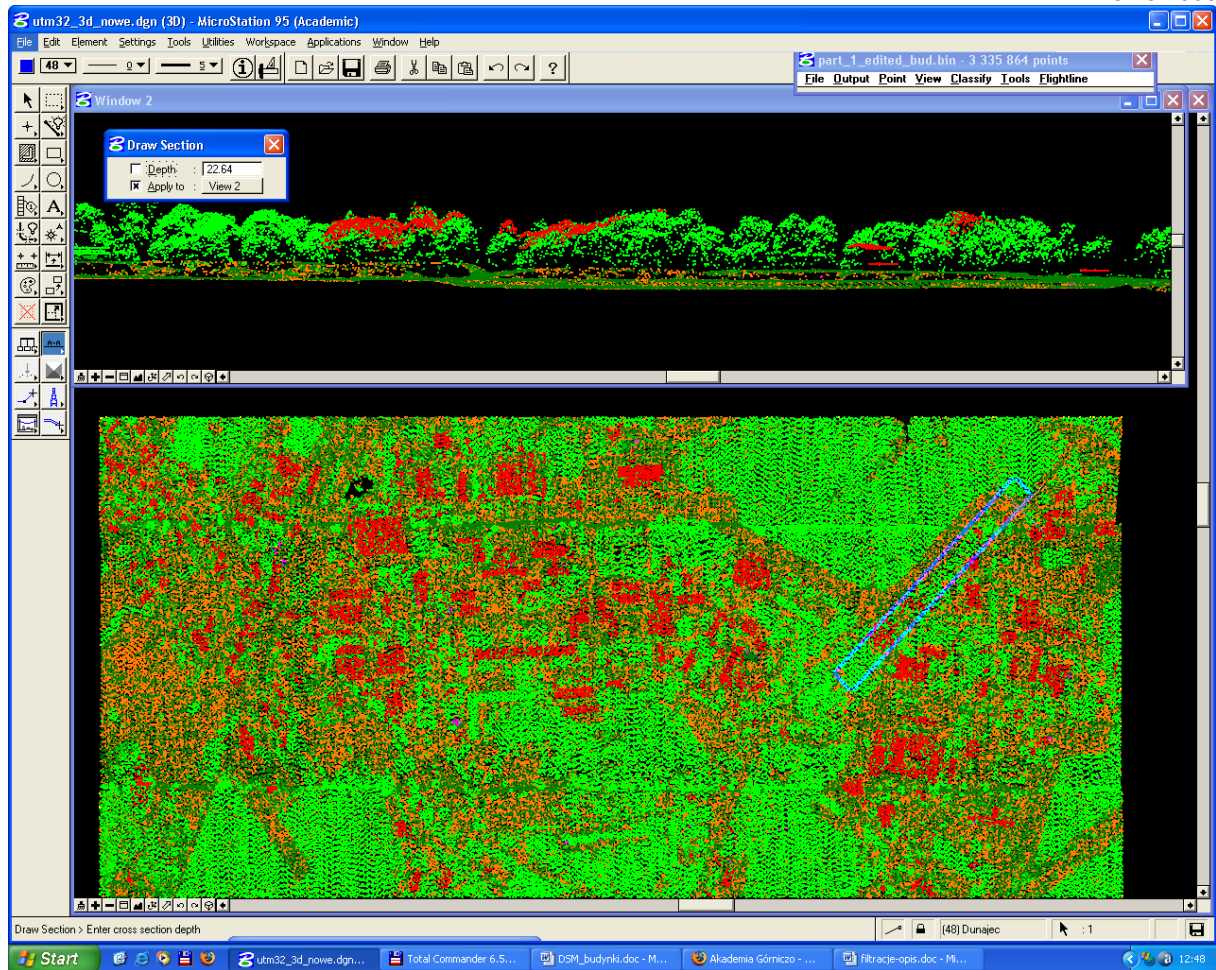 utm32_3d_nowe.dgn (3D) - MicroStation 95 (Academic)
File Edit Element Settings Tools Utilities Workspace Applications Window Help
48 0 5
part_1_edited_bud.bin - 3 335 864 points
File Output Point View Classify Tools Flightline
Window 2
Draw Section
Depth : 22.64
Apply to : View 2
Draw Section > Enter cross section depth
(48) Dunajec
: 1
Start
utm32_3d_nowe.dgn...
Total Commander 6.5...
DSM_budynki.doc - M...
Akademia Górniczo - ...
filtracje-opis.doc - Mi...
12:48